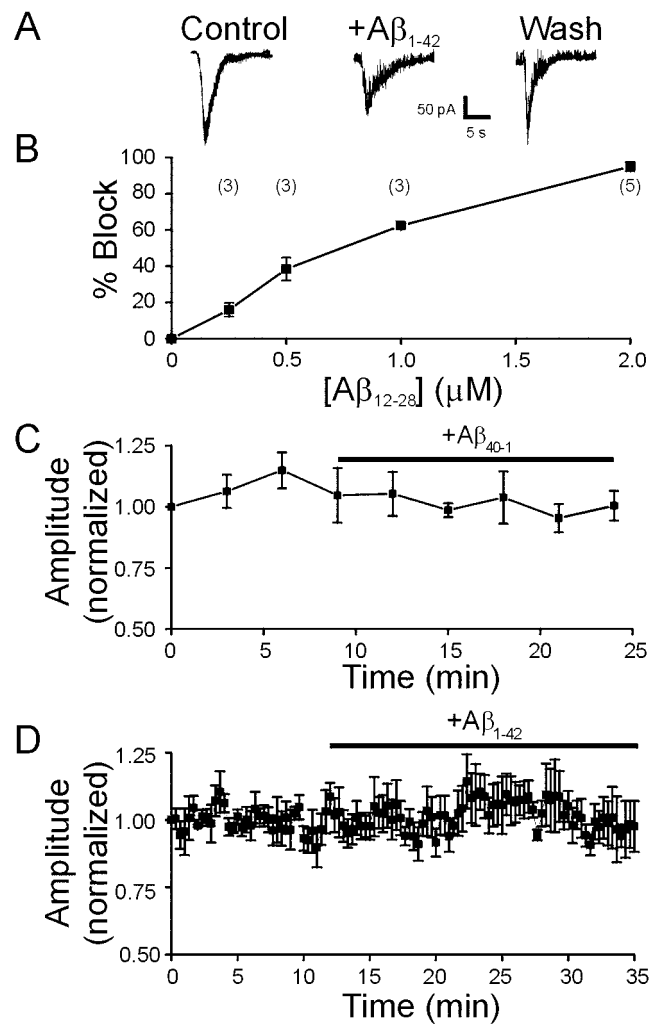 A
Control
+Aβ1-42
Wash
50 pA
5 s
B
100
80
60
40
20
0
% Block
(3)
(3)
(3)
(5)
0
0.5
1.0
1.5
2.0
[Aβ12-28] (μM)
C
1.25
1.00
0.75
0.50
Amplitude
(normalized)
+Aβ40-1
0
5
10
15
20
25
Time (min)
D
1.25
1.00
0.75
0.50
Amplitude
(normalized)
+Aβ1-42
0
5
10
15
20
25
30
35
Time (min)